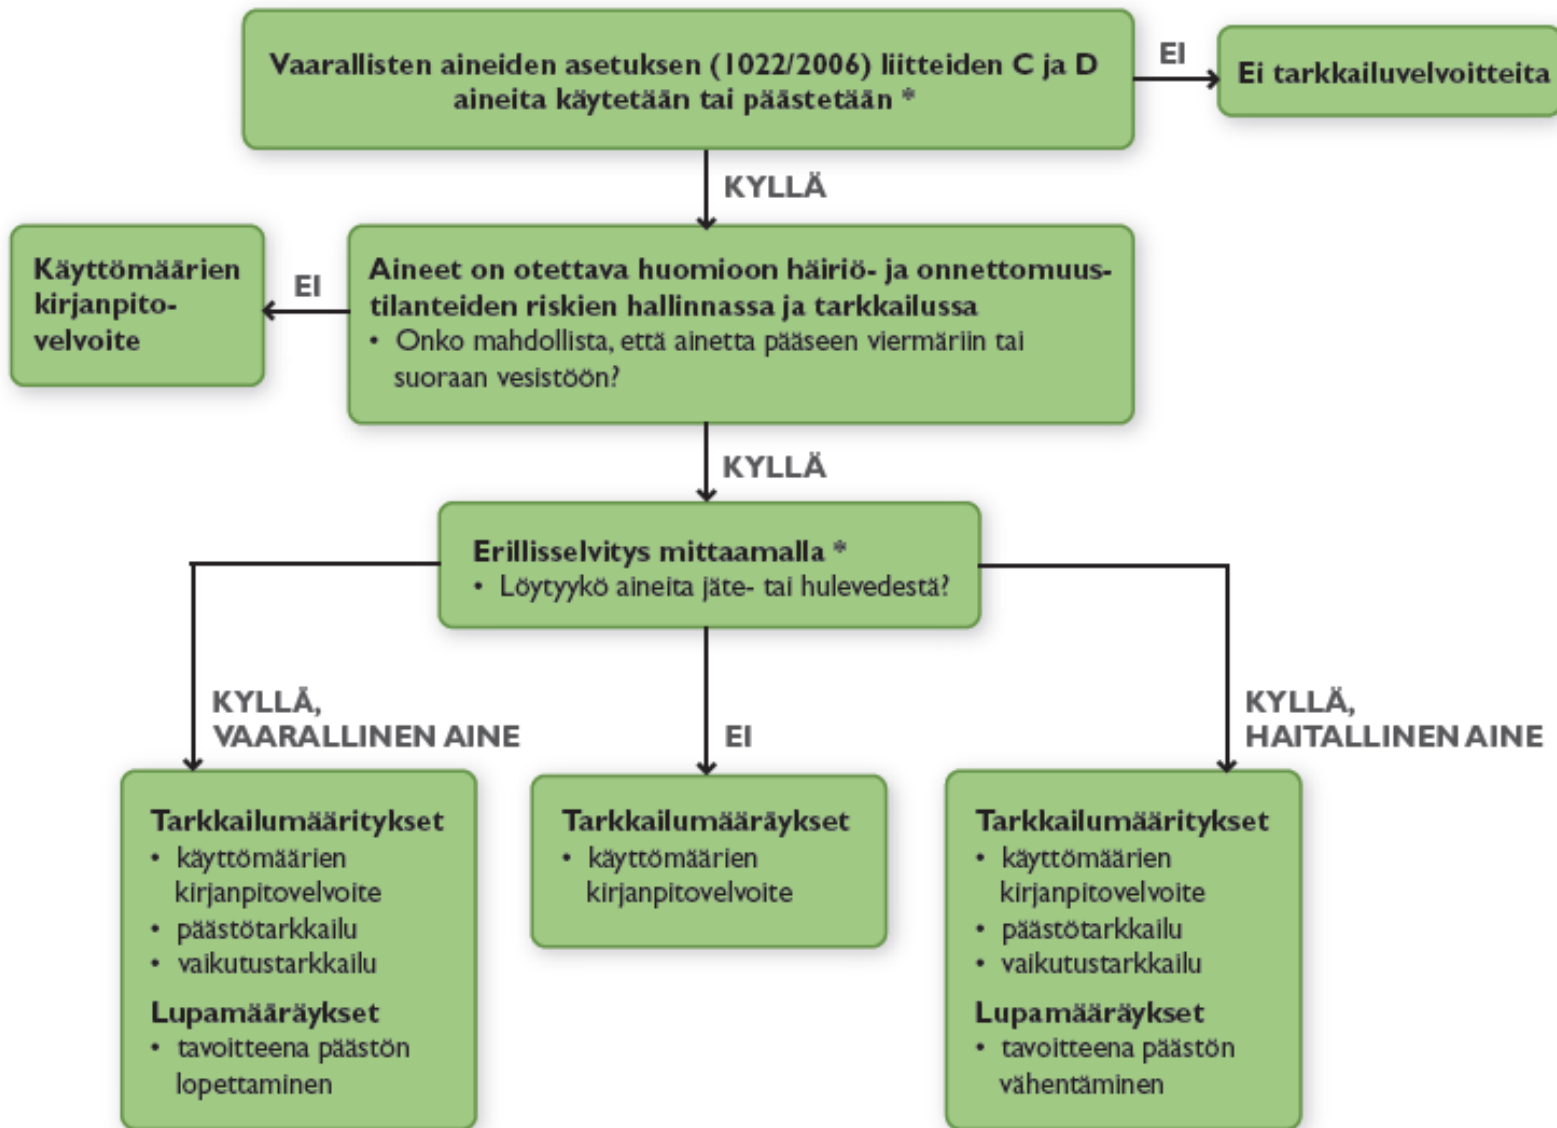 Vaarallisten aineiden asetuksen (1022/2006) liitteiden C ja D
aineita käytetään tai päästetään *
EI
Ei tarkkailuvelvoitteita
KYLLÄ
Käyttömäärien
kirjanpito-
velvoite
EI
Aineet on otettava huomioon häiriö- ja onnettomuus-
tilanteiden riskien hallinnassa ja tarkkailussa
• Onko mahdollista, että ainetta pääseen viermäriin tai
suoraan vesistöön?
KYLLÄ
Erillisselvitys mittaamalla *
• Löytyykö aineita jäte- tai hulevedestä?
KYLLÄ,
VAARALLINEN AINE
EI
KYLLÄ,
HAITALLINEN AINE
Tarkkailumääritykset
• käyttömäärien
kirjanpitovelvoite
• päästötarkkailu
• vaikutustarkkailu
Lupamääräykset
• tavoitteena päästön
lopettaminen
Tarkkailumääräykset
• käyttömäärien
kirjanpitovelvoite
Tarkkailumääritykset
• käyttömäärien
kirjanpitovelvoite
• päästötarkkailu
• vaikutustarkkailu
Lupamääräykset
• tavoitteena päästön
vähentäminen